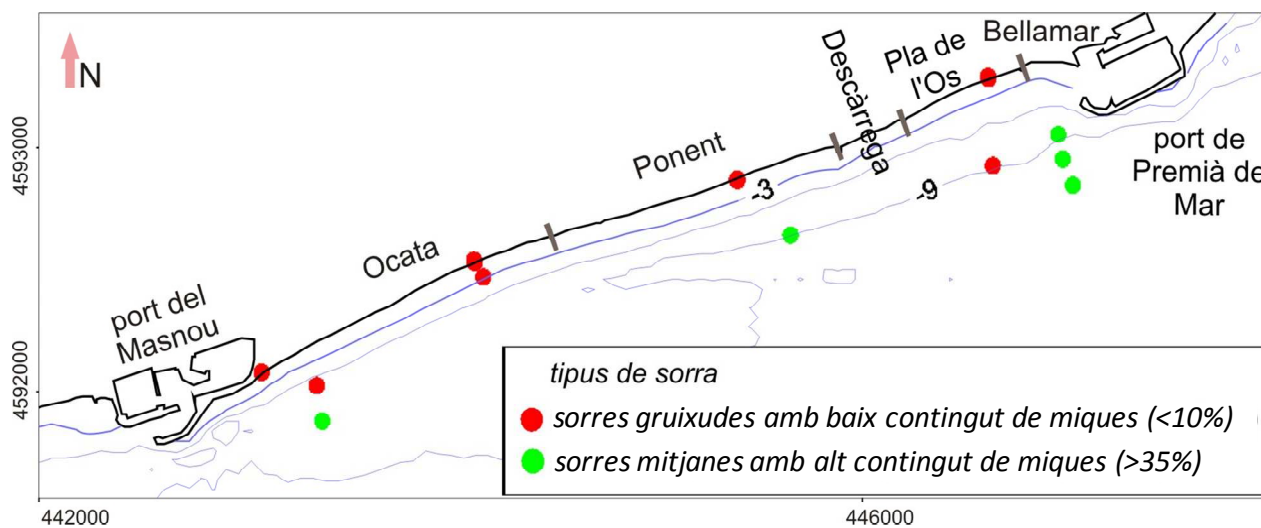 N
Descàrrega
Pla de
l'Os
Bellamar
4593000
Ponent
-3
-9
port de
Premià de
Mar
Ocata
port del
Masnou
4592000
tipus de sorra
sorres gruixudes amb baix contingut de miques (<10%)
sorres mitjanes amb alt contingut de miques (>35%)
442000
446000